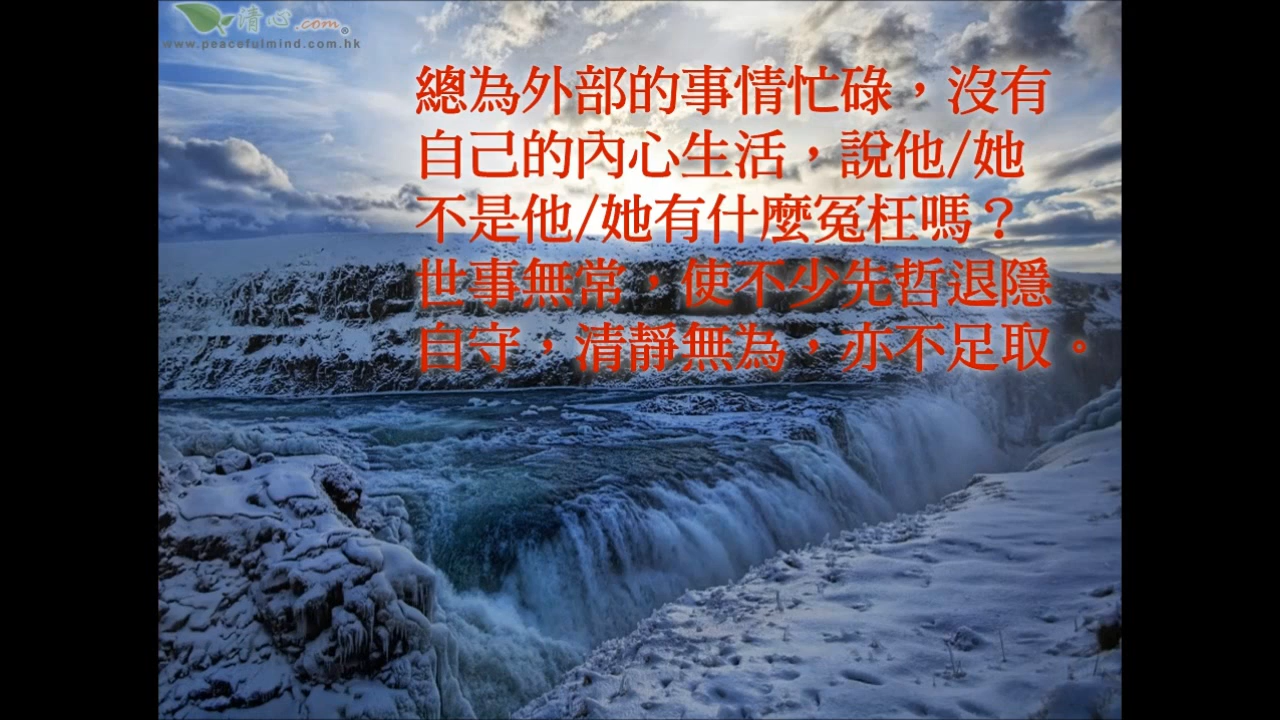 清心.com®
www.peacefulmind.com.hk
總為外部的事情忙碌，沒有
自己的內心生活，說他/她
不是他/她有什麼冤枉嗎？
世事無常，使不少先哲退隱
自守，清靜無為，亦不足取。